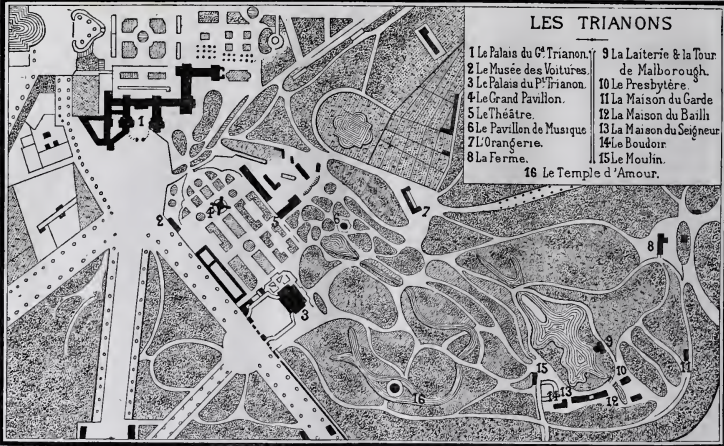 LES TRIANONS
1 Le Palais du Gd. Trianon.
2 Le Musée des Voitures.
3 Le Palais du Pt. Trianon.
4 Le Grand Pavillon.
5 Le Théâtre.
6 Le Pavillon de Musique
7 L'Orangerie.
8 La Ferme.
9 La Laiterie & la Tour
de Malborough.
10 Le Presbytère.
11 La Maison du Garde
12 La Maison du Bailli
13 La Maison du Seigneur
14 Le Boudoir.
15 Le Moulin.
16 Le Temple d'Amour.
1
2
4
5
6
7
3
8
9
15
14
13
10
11
12
16